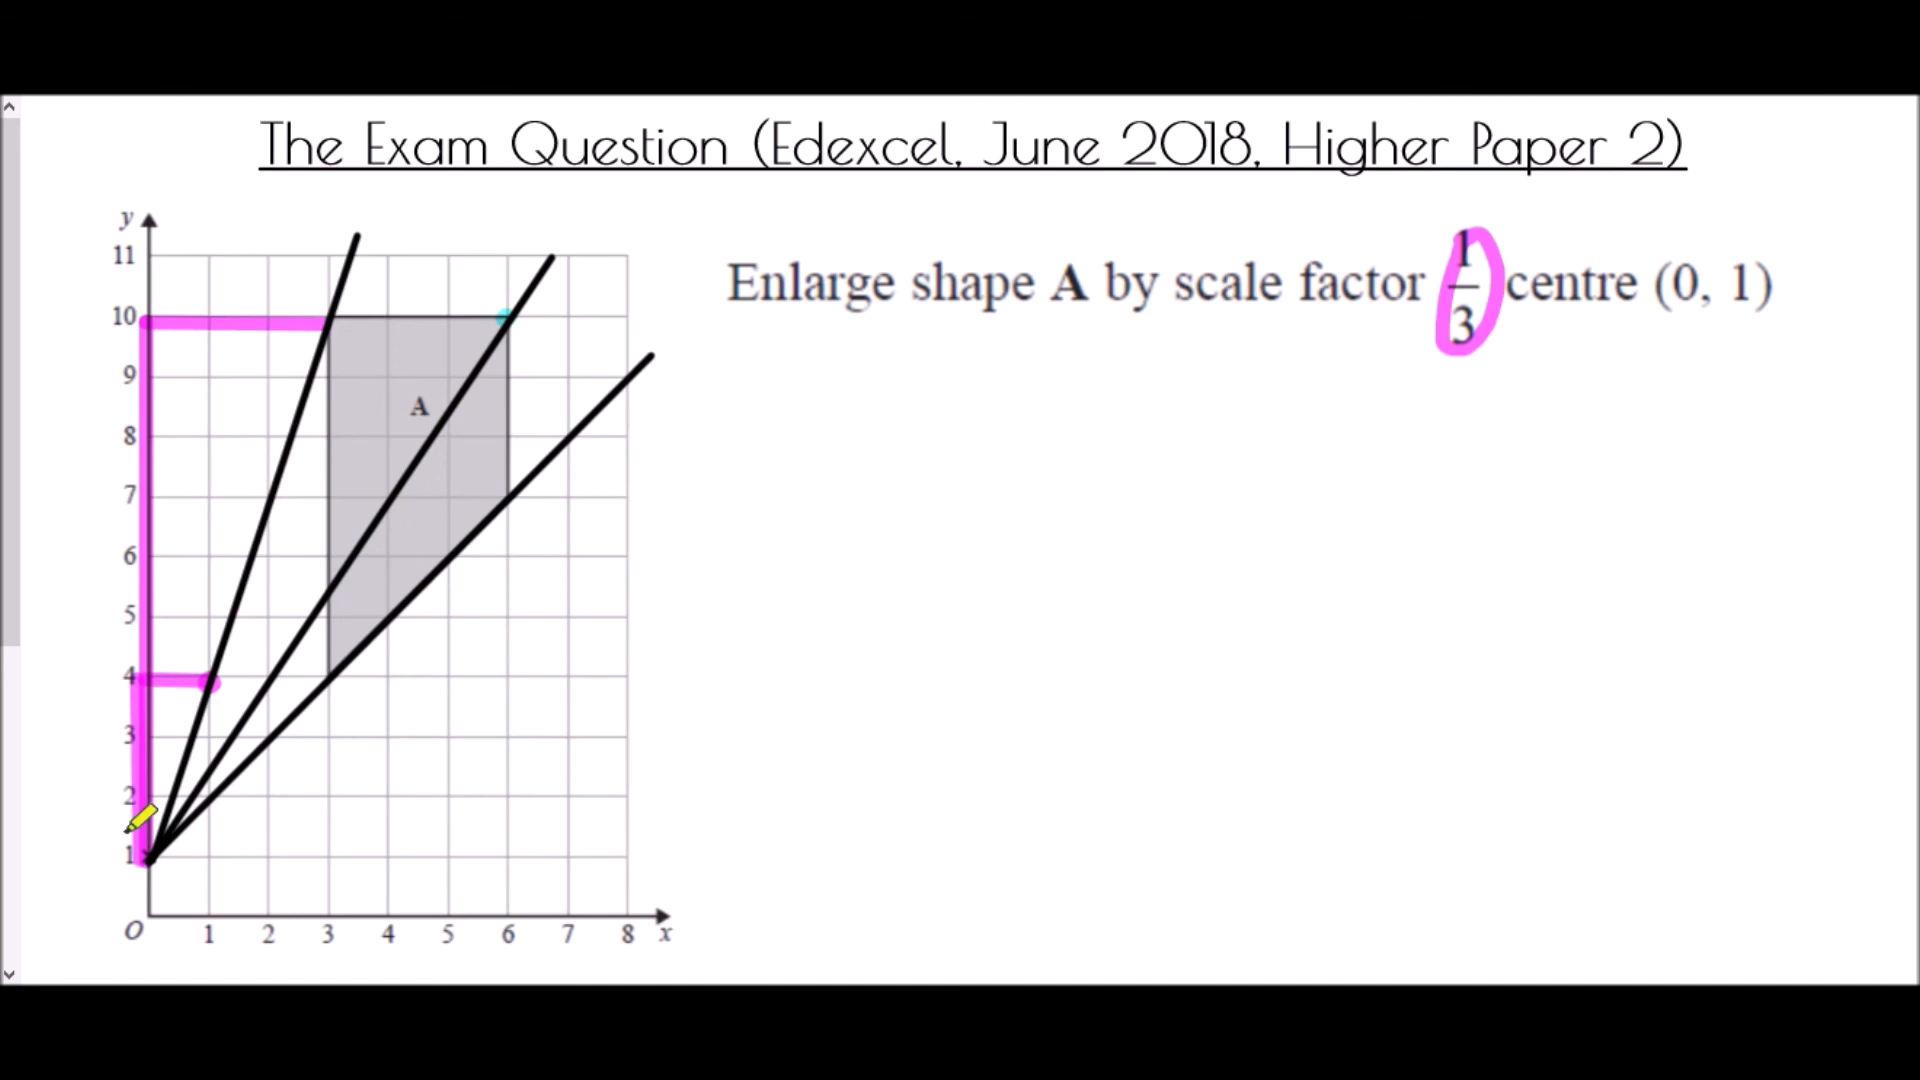 The Exam Question (Edexcel, June 2018, Higher Paper 2)
Enlarge shape A by scale factor 1/3 centre (0, 1)
y
11
10
9
A
8
7
6
5
4
3
2
1
O 1 2 3 4 5 6 7 8 x